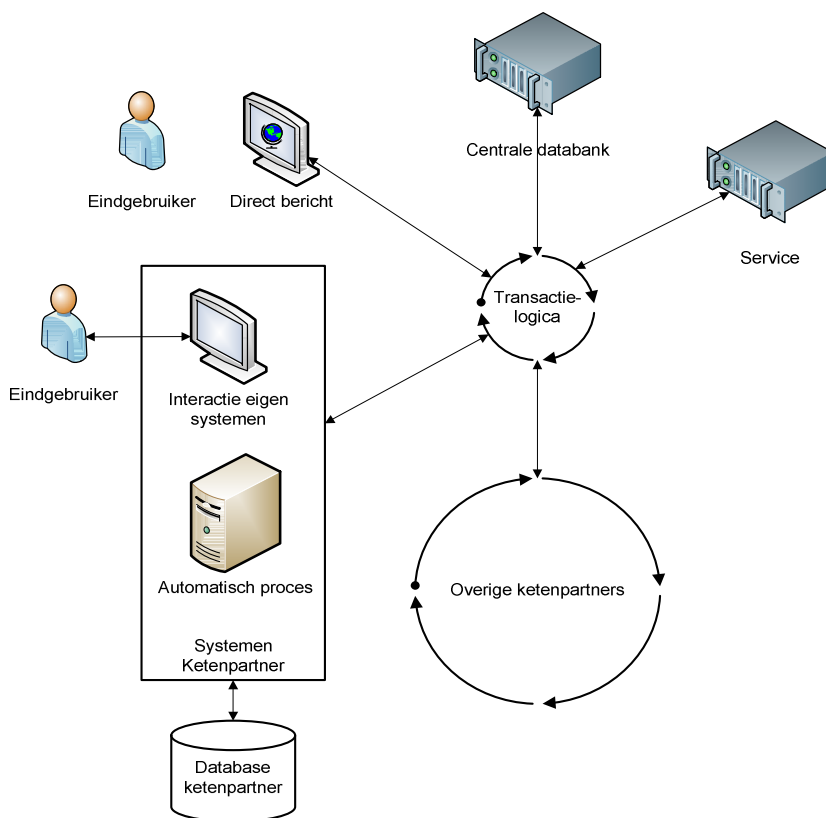 Centrale databank
Eindgebruiker
Direct bericht
Service
Transactie-
logica
Eindgebruiker
Interactie eigen
systemen
Automatisch proces
Overige ketenpartners
Systemen
Ketenpartner
Database
ketenpartner